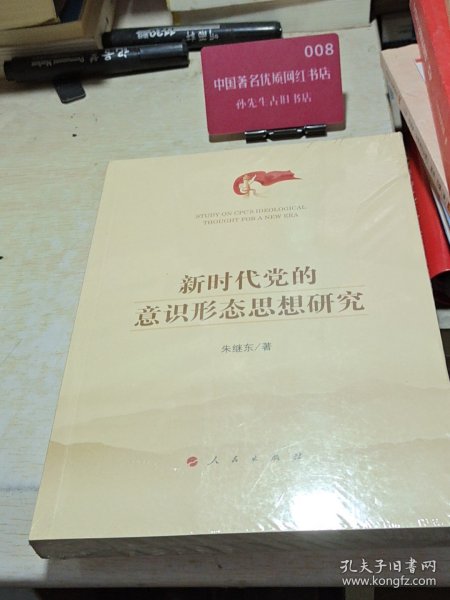 008
中国著名优质网红书店
孙先生古旧书店
STUDY ON CPC'S IDEOLOGICAL
THOUGHT FOR A NEW ERA
新时代党的
意识形态思想研究
朱继东/著
人民出版社
孔夫子旧书网
www.kongfz.com